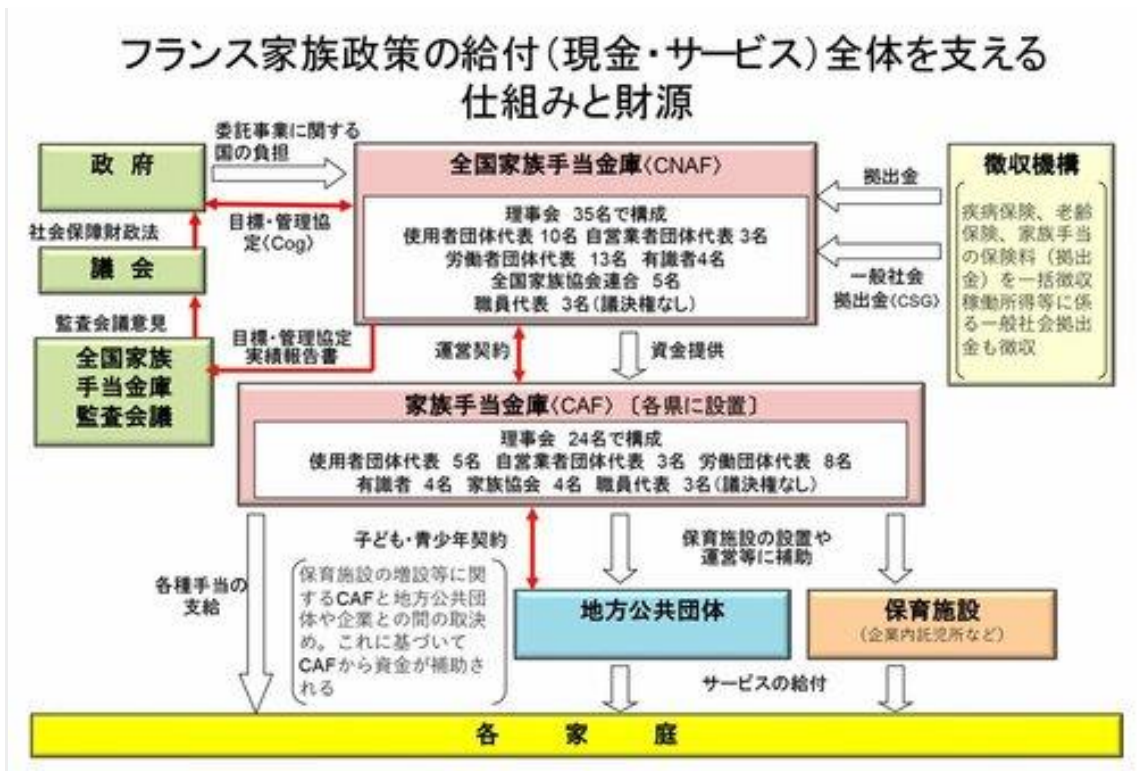 フランス家族政策の給付(現金・サービス)全体を支える
仕組みと財源
委託事業に関する
国の負担
政 府
全国家族手当金庫〈CNAF〉
理事会 35名で構成
使用者団体代表 10名 自営業者団体代表 3名
労働者団体代表 13名 有識者4名
全国家族協会連合 5名
職員代表 3名(議決権なし)
拠出金
一般社会
拠出金〈CSG〉
徴収機構
疾病保険、老齢
保険、家族手当
の保険料(拠出
金)を一括徴収
稼働所得等に係
る一般社会拠出
金も徴収
目標・管理協
定(Cog)
社会保障財政法
議 会
監査会議意見
目標・管理協定
実績報告書
全国家族
手当金庫
監査会議
運営契約
資金提供
家族手当金庫〈CAF〉〔各県に設置〕
理事会 24名で構成
使用者団体代表 5名 自営業者団体代表 3名 労働団体代表 8名
有識者 4名 家族協会 4名 職員代表 3名(議決権なし)
各種手当の
支給
子ども・青少年契約
保育施設の増設等に関
するCAFと地方公共団
体や企業との間の取決
め。これに基づいて
CAFから資金が補助さ
れる
保育施設の設置や
運営等に補助
地方公共団体
保育施設
(企業内託児所など)
サービスの給付
各 家 庭